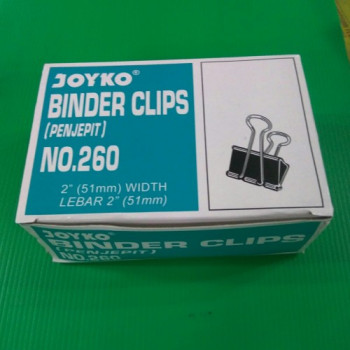 JOYKO®
BINDER CLIPS
(PENJEPIT)
NO.260
2" (51mm) WIDTH
LEBAR 2" (51mm)
JOYKO®
BINDER CLIPS
(PENJEPIT)
NO.260